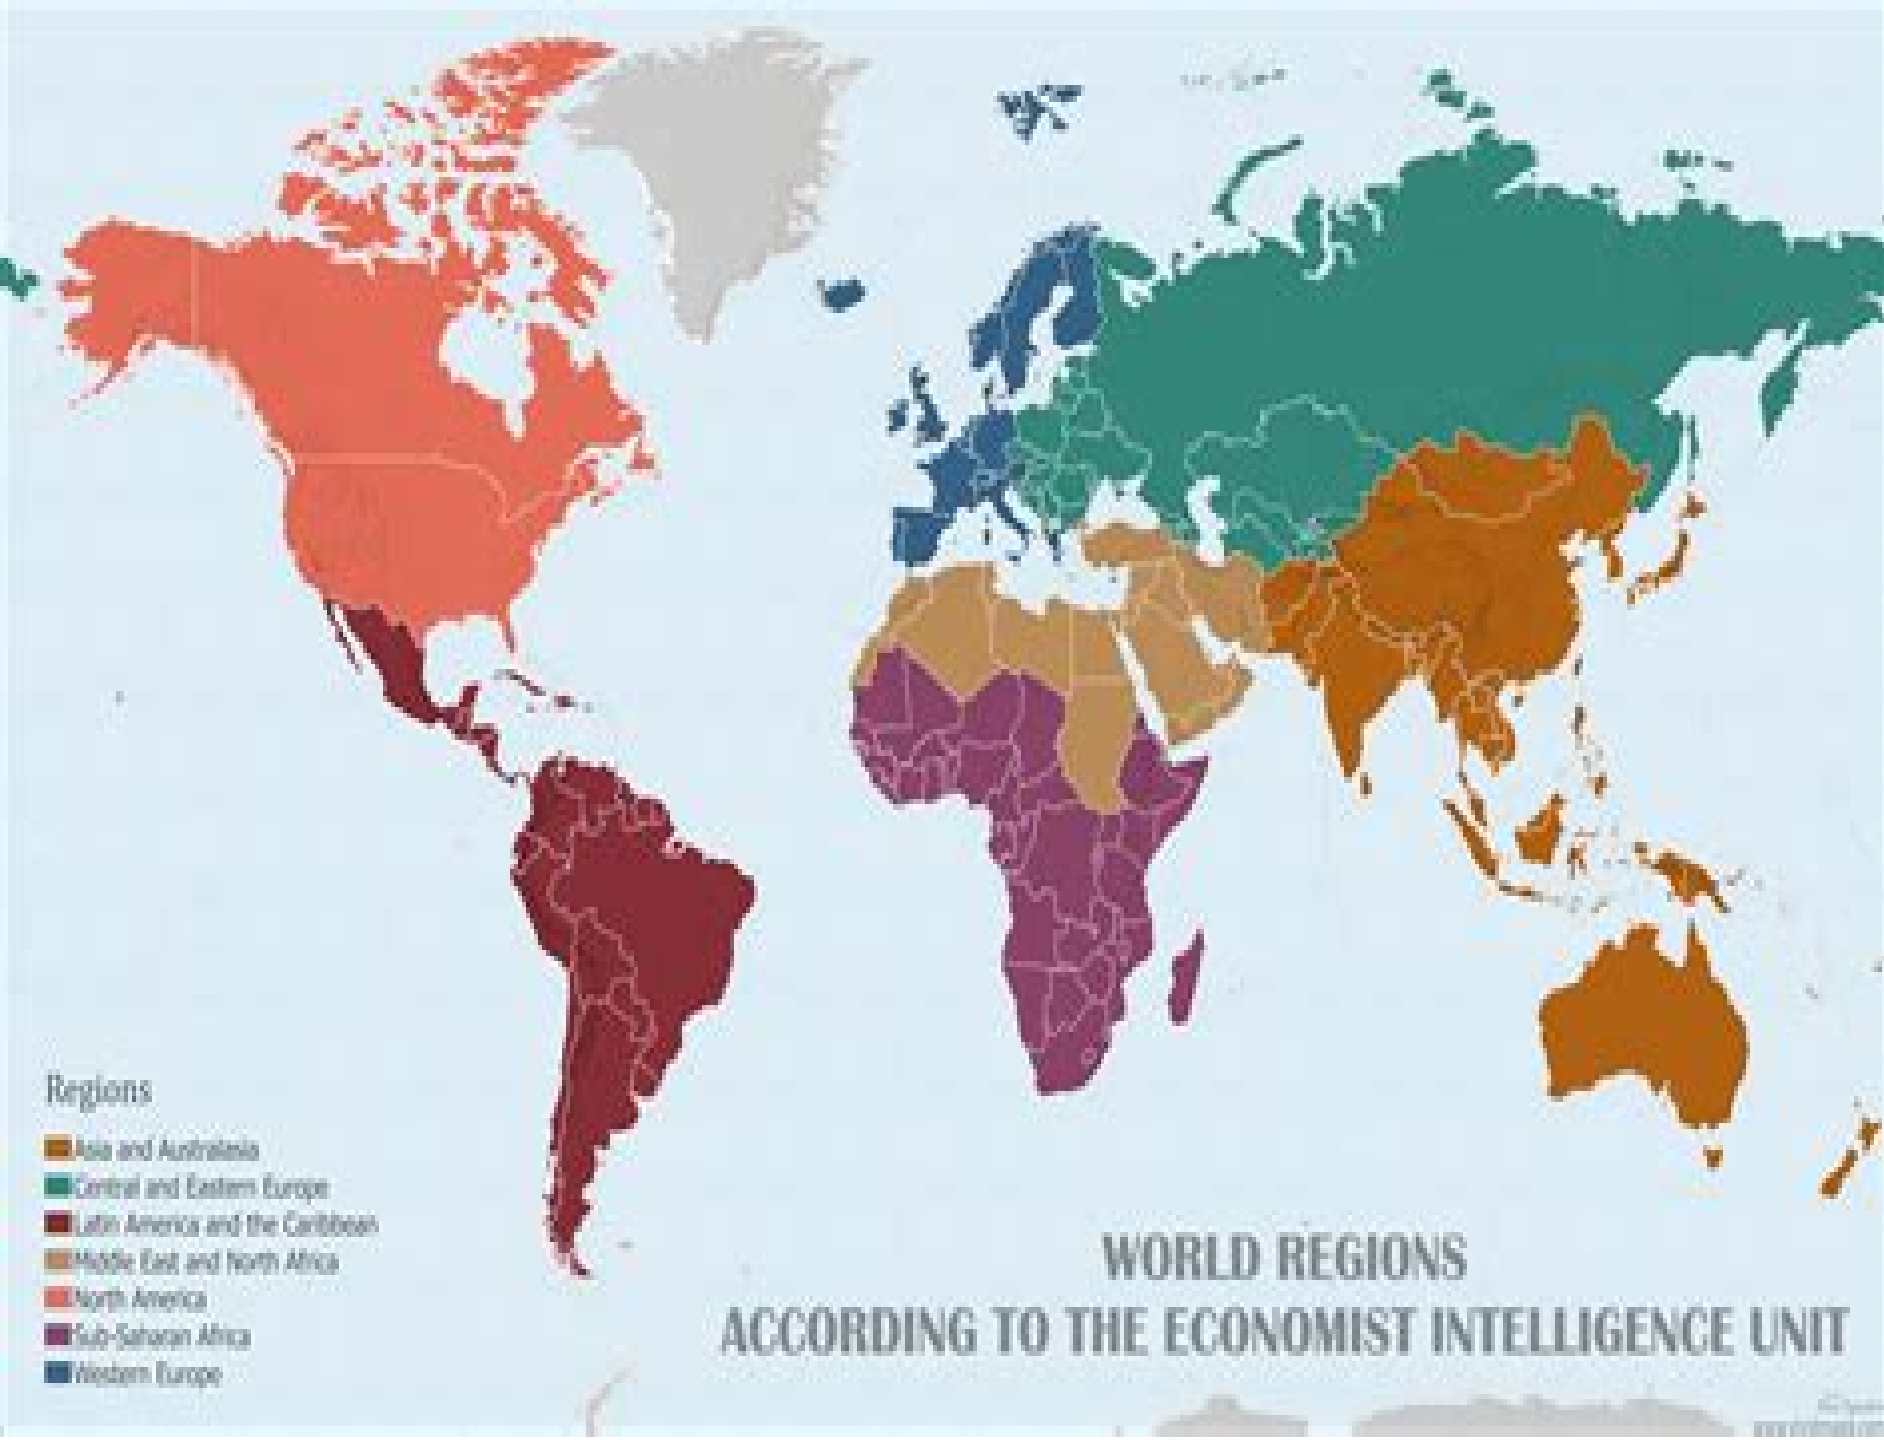 Regions
Asia and Australasia
Central and Eastern Europe
Latin America and the Caribbean
Middle East and North Africa
North America
Sub-Saharan Africa
Western Europe
WORLD REGIONS
ACCORDING TO THE ECONOMIST INTELLIGENCE UNIT